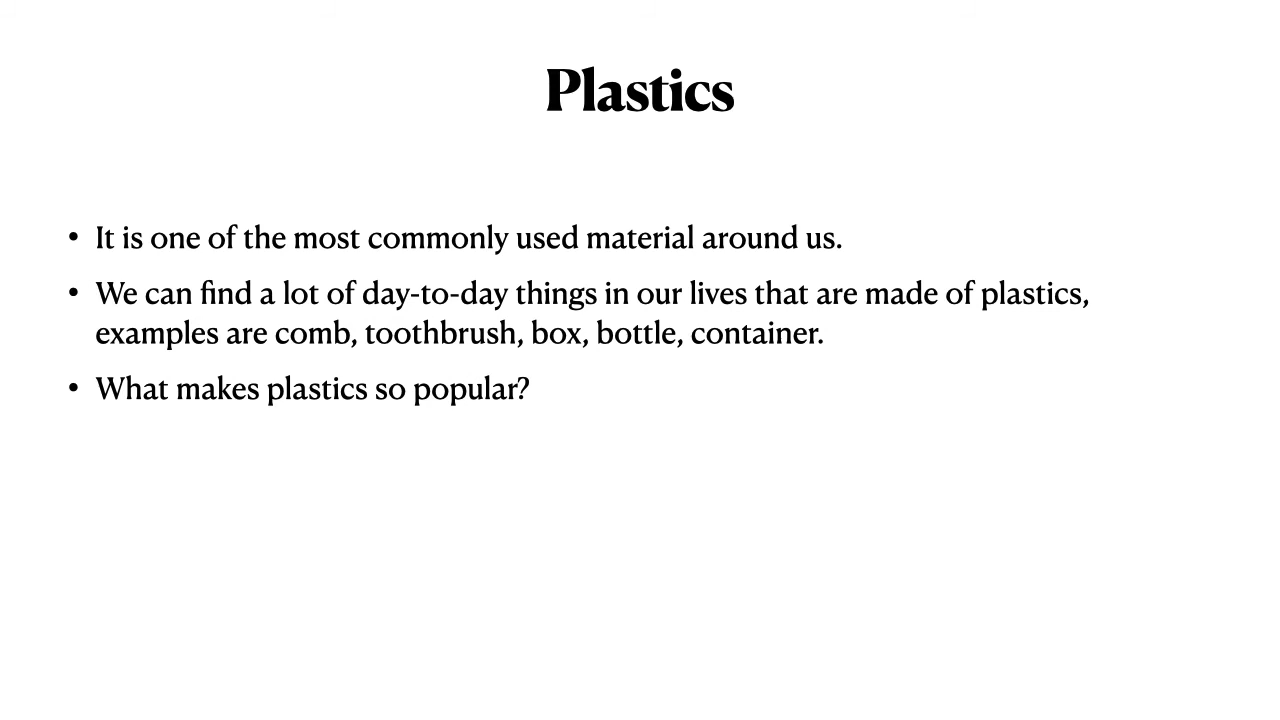 Plastics
• It is one of the most commonly used material around us.
• We can find a lot of day-to-day things in our lives that are made of plastics,
examples are comb, toothbrush, box, bottle, container.
• What makes plastics so popular?